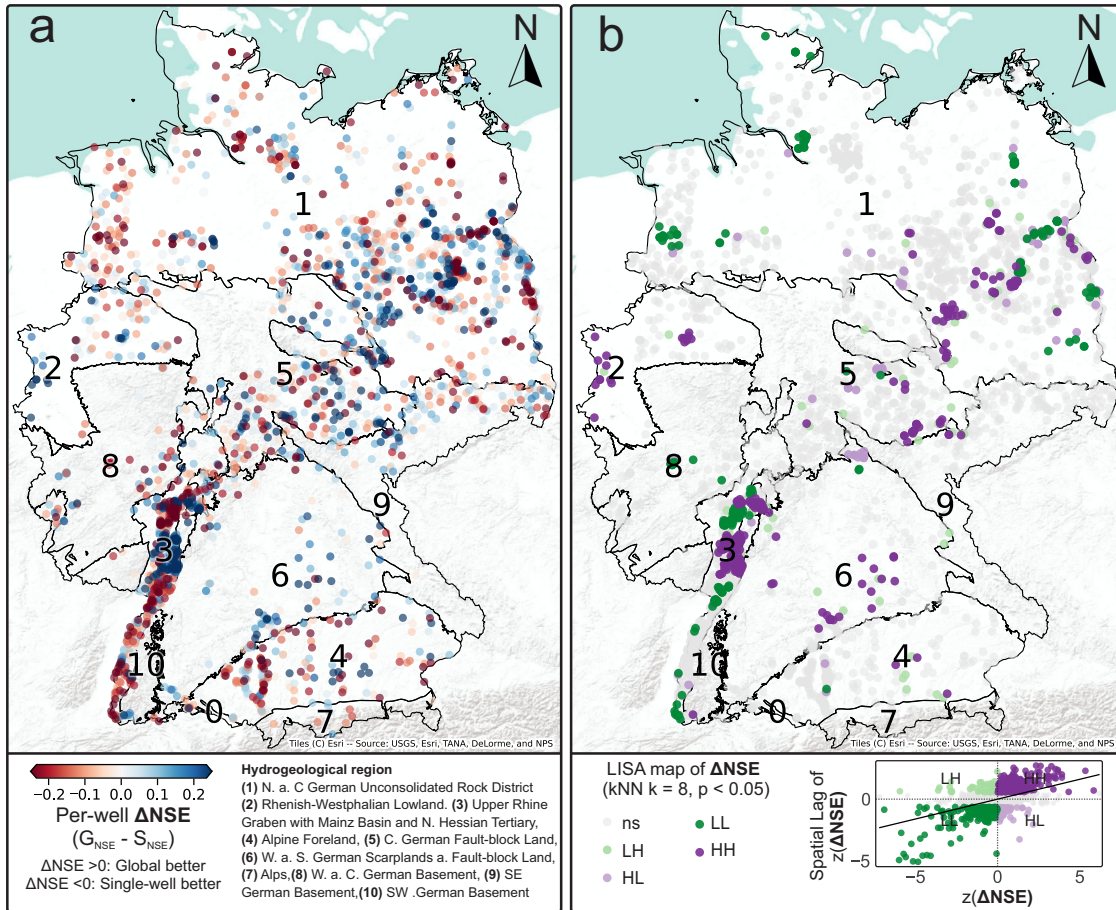 a
N
1
2
5
8
9
3
6
10
4
0
7
Tiles (C) Esri -- Source: USGS, Esri, TANA, DeLorme, and NPS
b
N
1
2
5
8
9
3
6
10
4
0
7
Tiles (C) Esri -- Source: USGS, Esri, TANA, DeLorme, and NPS
−0.2 −0.1 0.0 0.1 0.2
Per-well ΔNSE
(G_NSE - S_NSE)
ΔNSE >0: Global better
ΔNSE <0: Single-well better
Hydrogeological region
(1) N. a. C German Unconsolidated Rock District
(2) Rhenish-Westphalian Lowland. (3) Upper Rhine
Graben with Mainz Basin and N. Hessian Tertiary,
(4) Alpine Foreland, (5) C. German Fault-block Land,
(6) W. a. S. German Scarplands a. Fault-block Land,
(7) Alps,(8) W. a. C. German Basement, (9) SE
German Basement,(10) SW .German Basement
LISA map of ΔNSE
(kNN k = 8, p < 0.05)
ns
LH
HL
LL
HH
Spatial Lag of
z(ΔNSE)
0
−5
LH
HH
LL
HL
−5 0 5
z(ΔNSE)